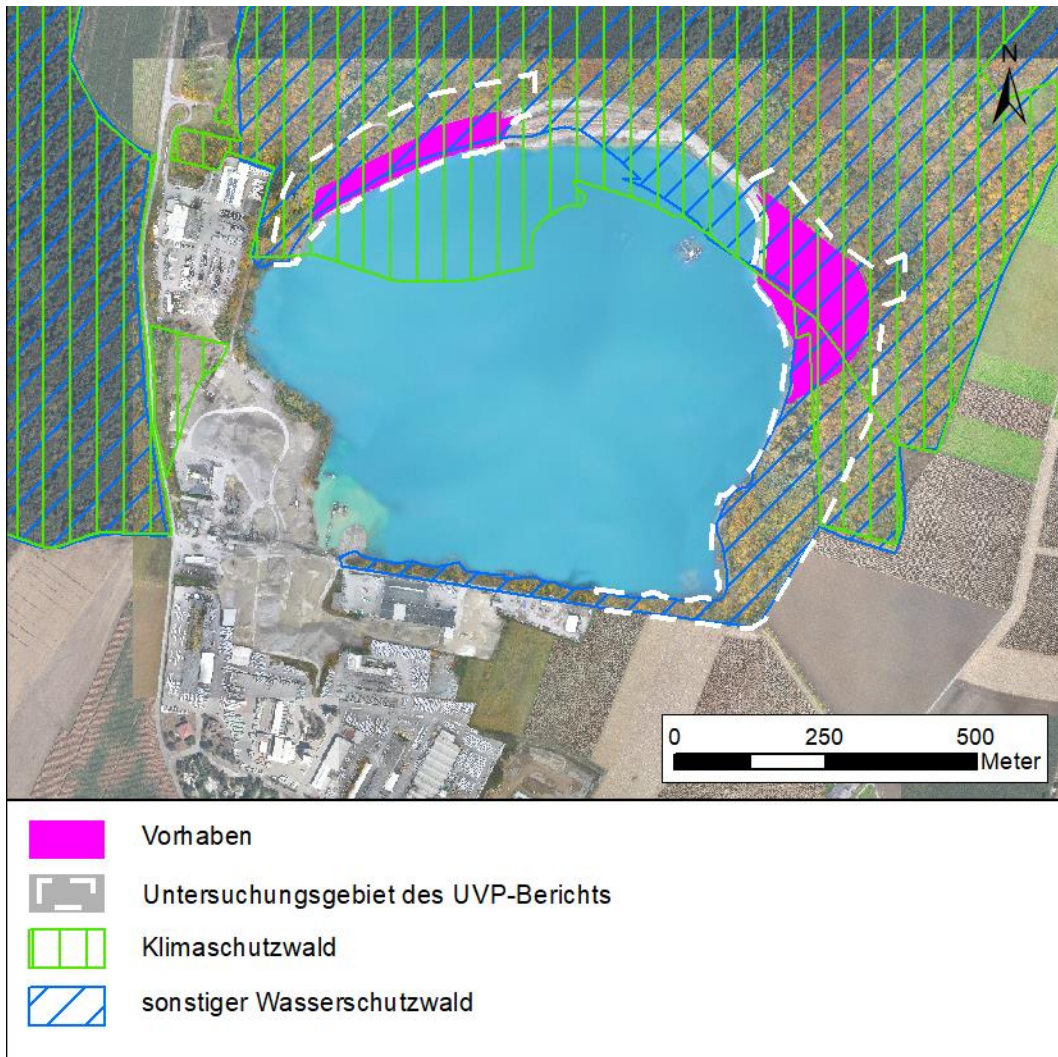 N
0 250 500
Meter
Vorhaben
Untersuchungsgebiet des UVP-Berichts
Klimaschutzwald
sonstiger Wasserschutzwald